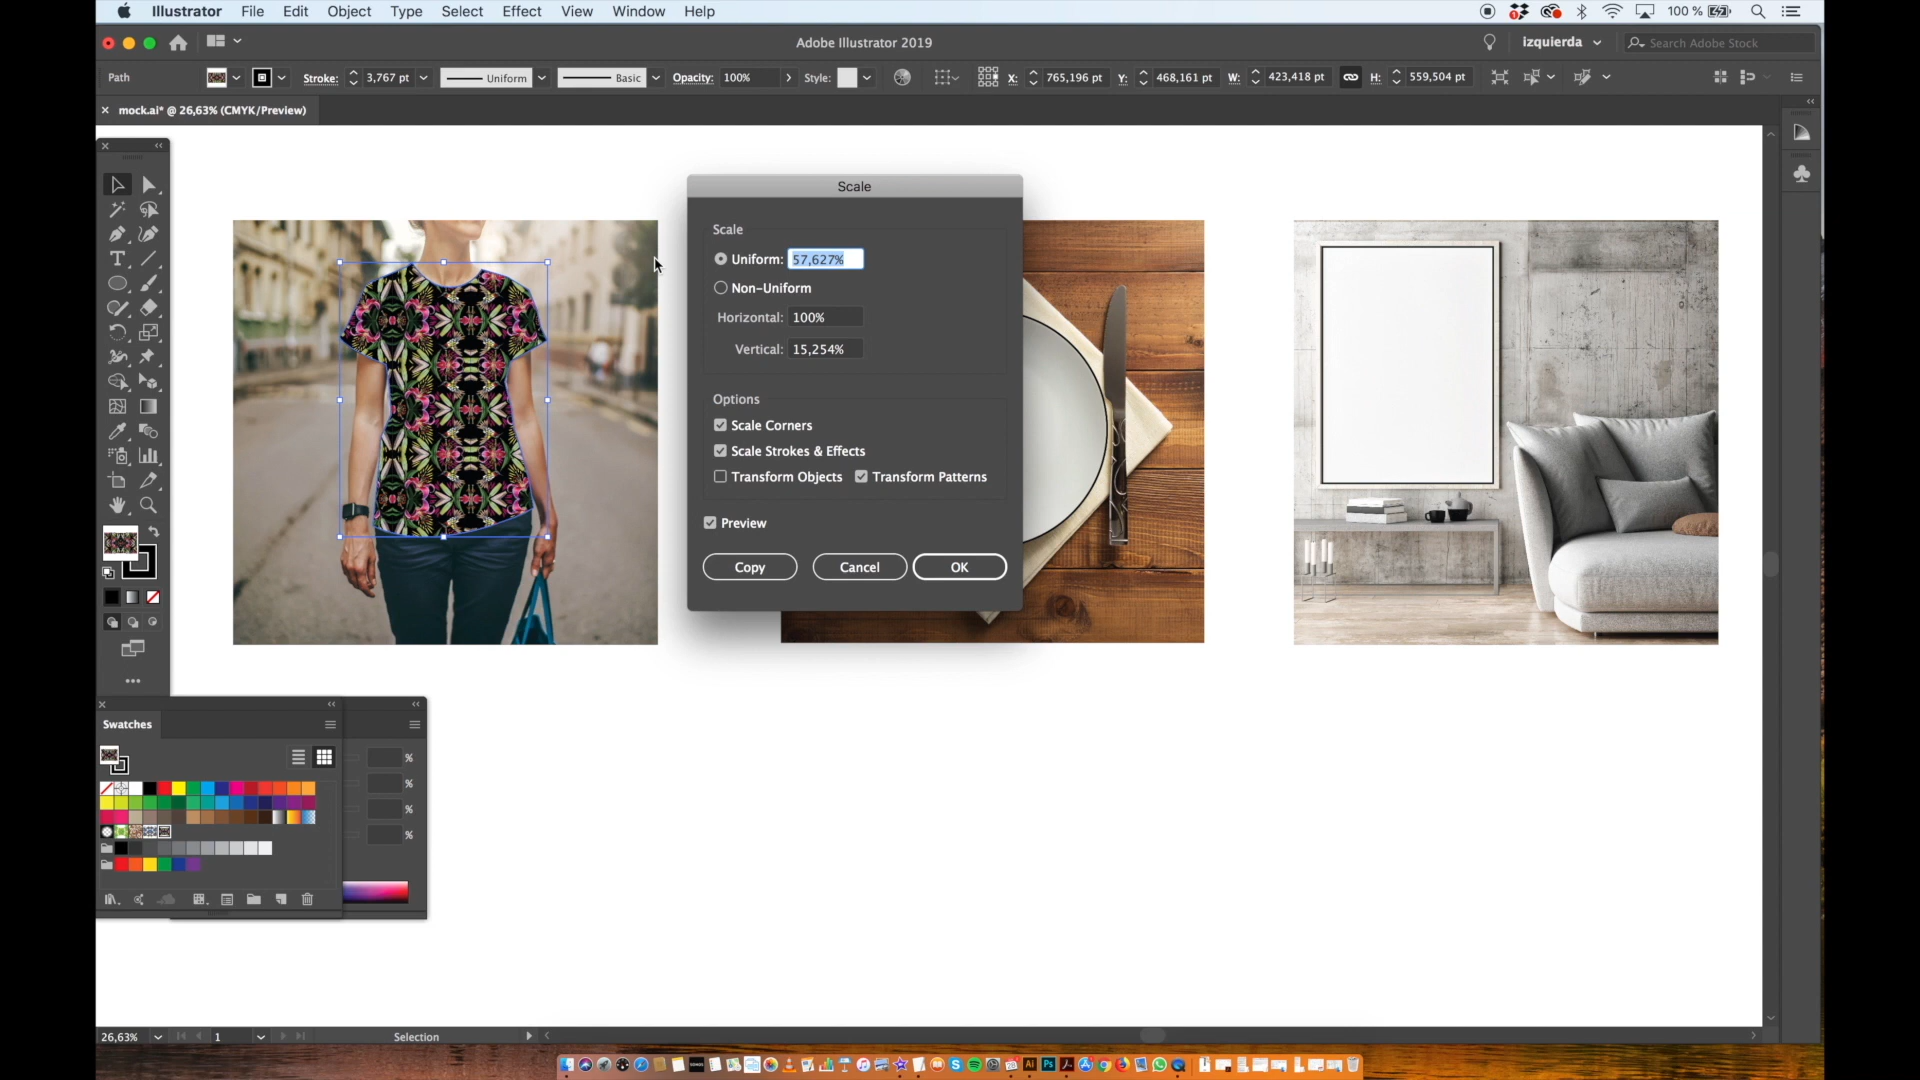 Illustrator File Edit Object Type Select Effect View Window Help 100 %
Adobe Illustrator 2019 izquierda Search Adobe Stock
Path Stroke: 3,767 pt Uniform Basic Opacity: 100% Style: X: 765,196 pt Y: 468,161 pt W: 423,418 pt H: 559,504 pt
mock.ai* @ 26,63% (CMYK/Preview)
Scale
Scale
Uniform: 57,627%
Non-Uniform
Horizontal: 100%
Vertical: 15,254%
Options
Scale Corners
Scale Strokes & Effects
Transform Objects Transform Patterns
Preview
Copy Cancel OK
Swatches
%
%
%
%
26,63% 1 Selection